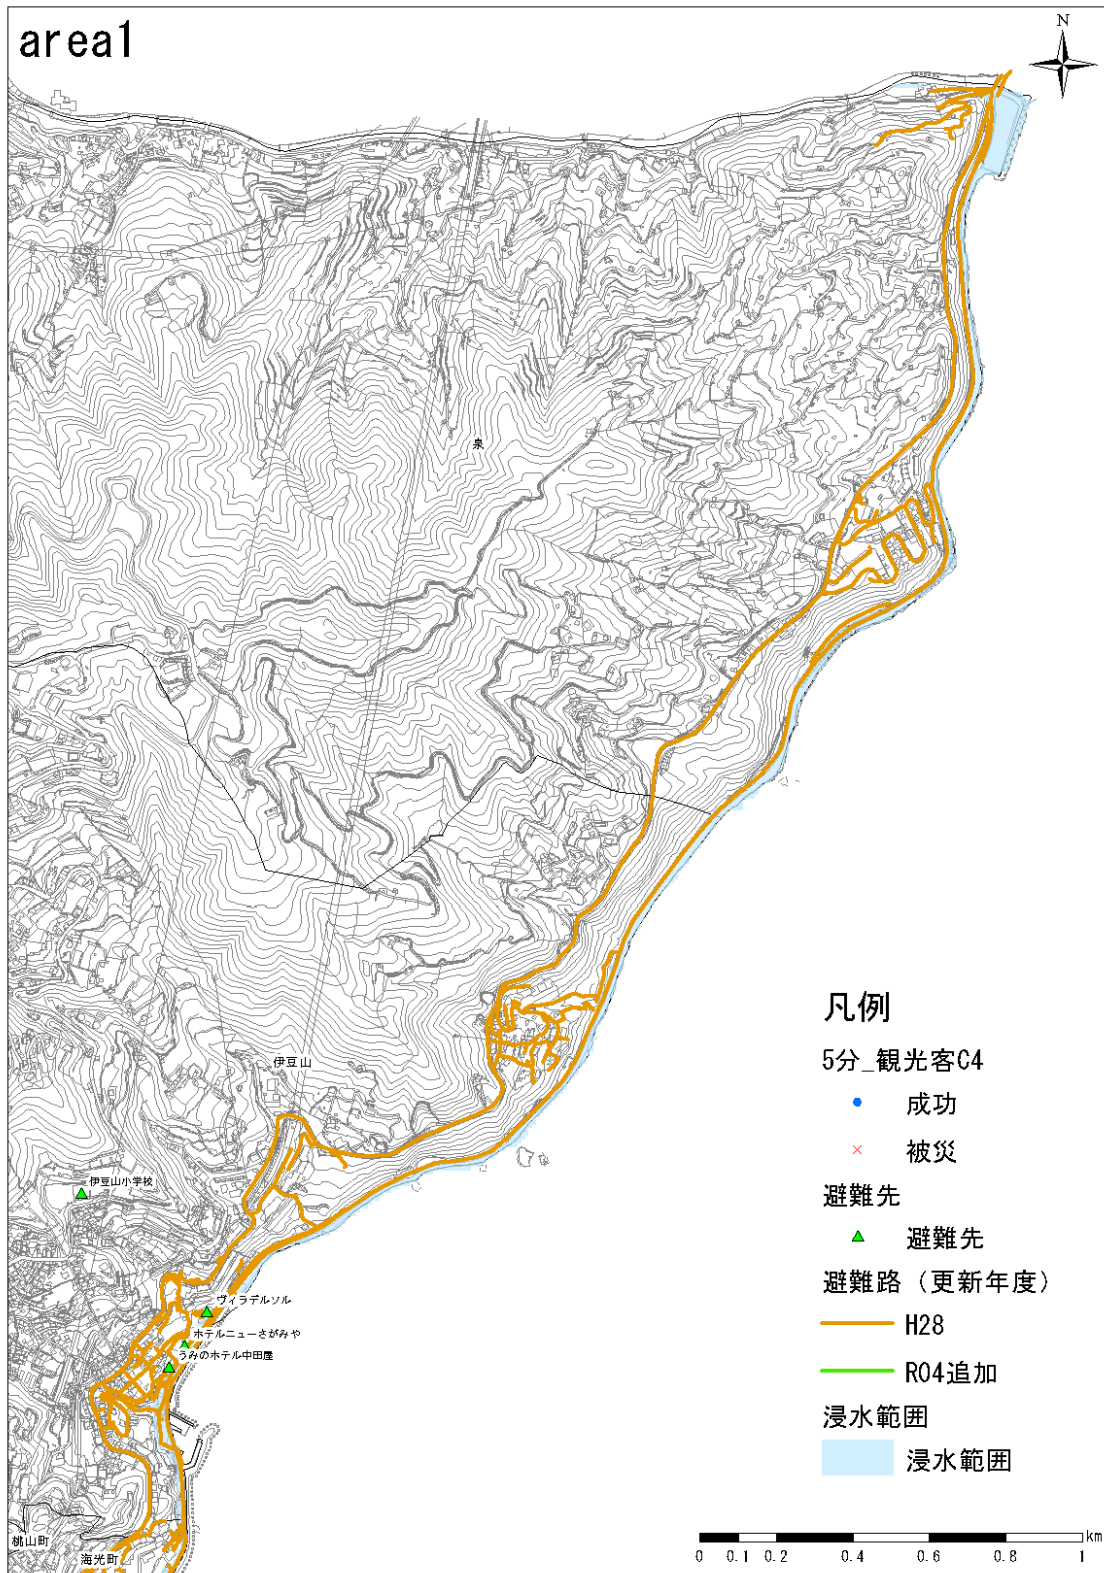 area1
N
泉
伊豆山
伊豆山小学校
ヴィラデルソル
ホテルニューさがみや
うみのホテル中田屋
桃山町
海光町
凡例
5分_観光客C4
成功
被災
避難先
避難先
避難路（更新年度）
H28
R04追加
浸水範囲
浸水範囲
0 0.1 0.2 0.4 0.6 0.8 1 km